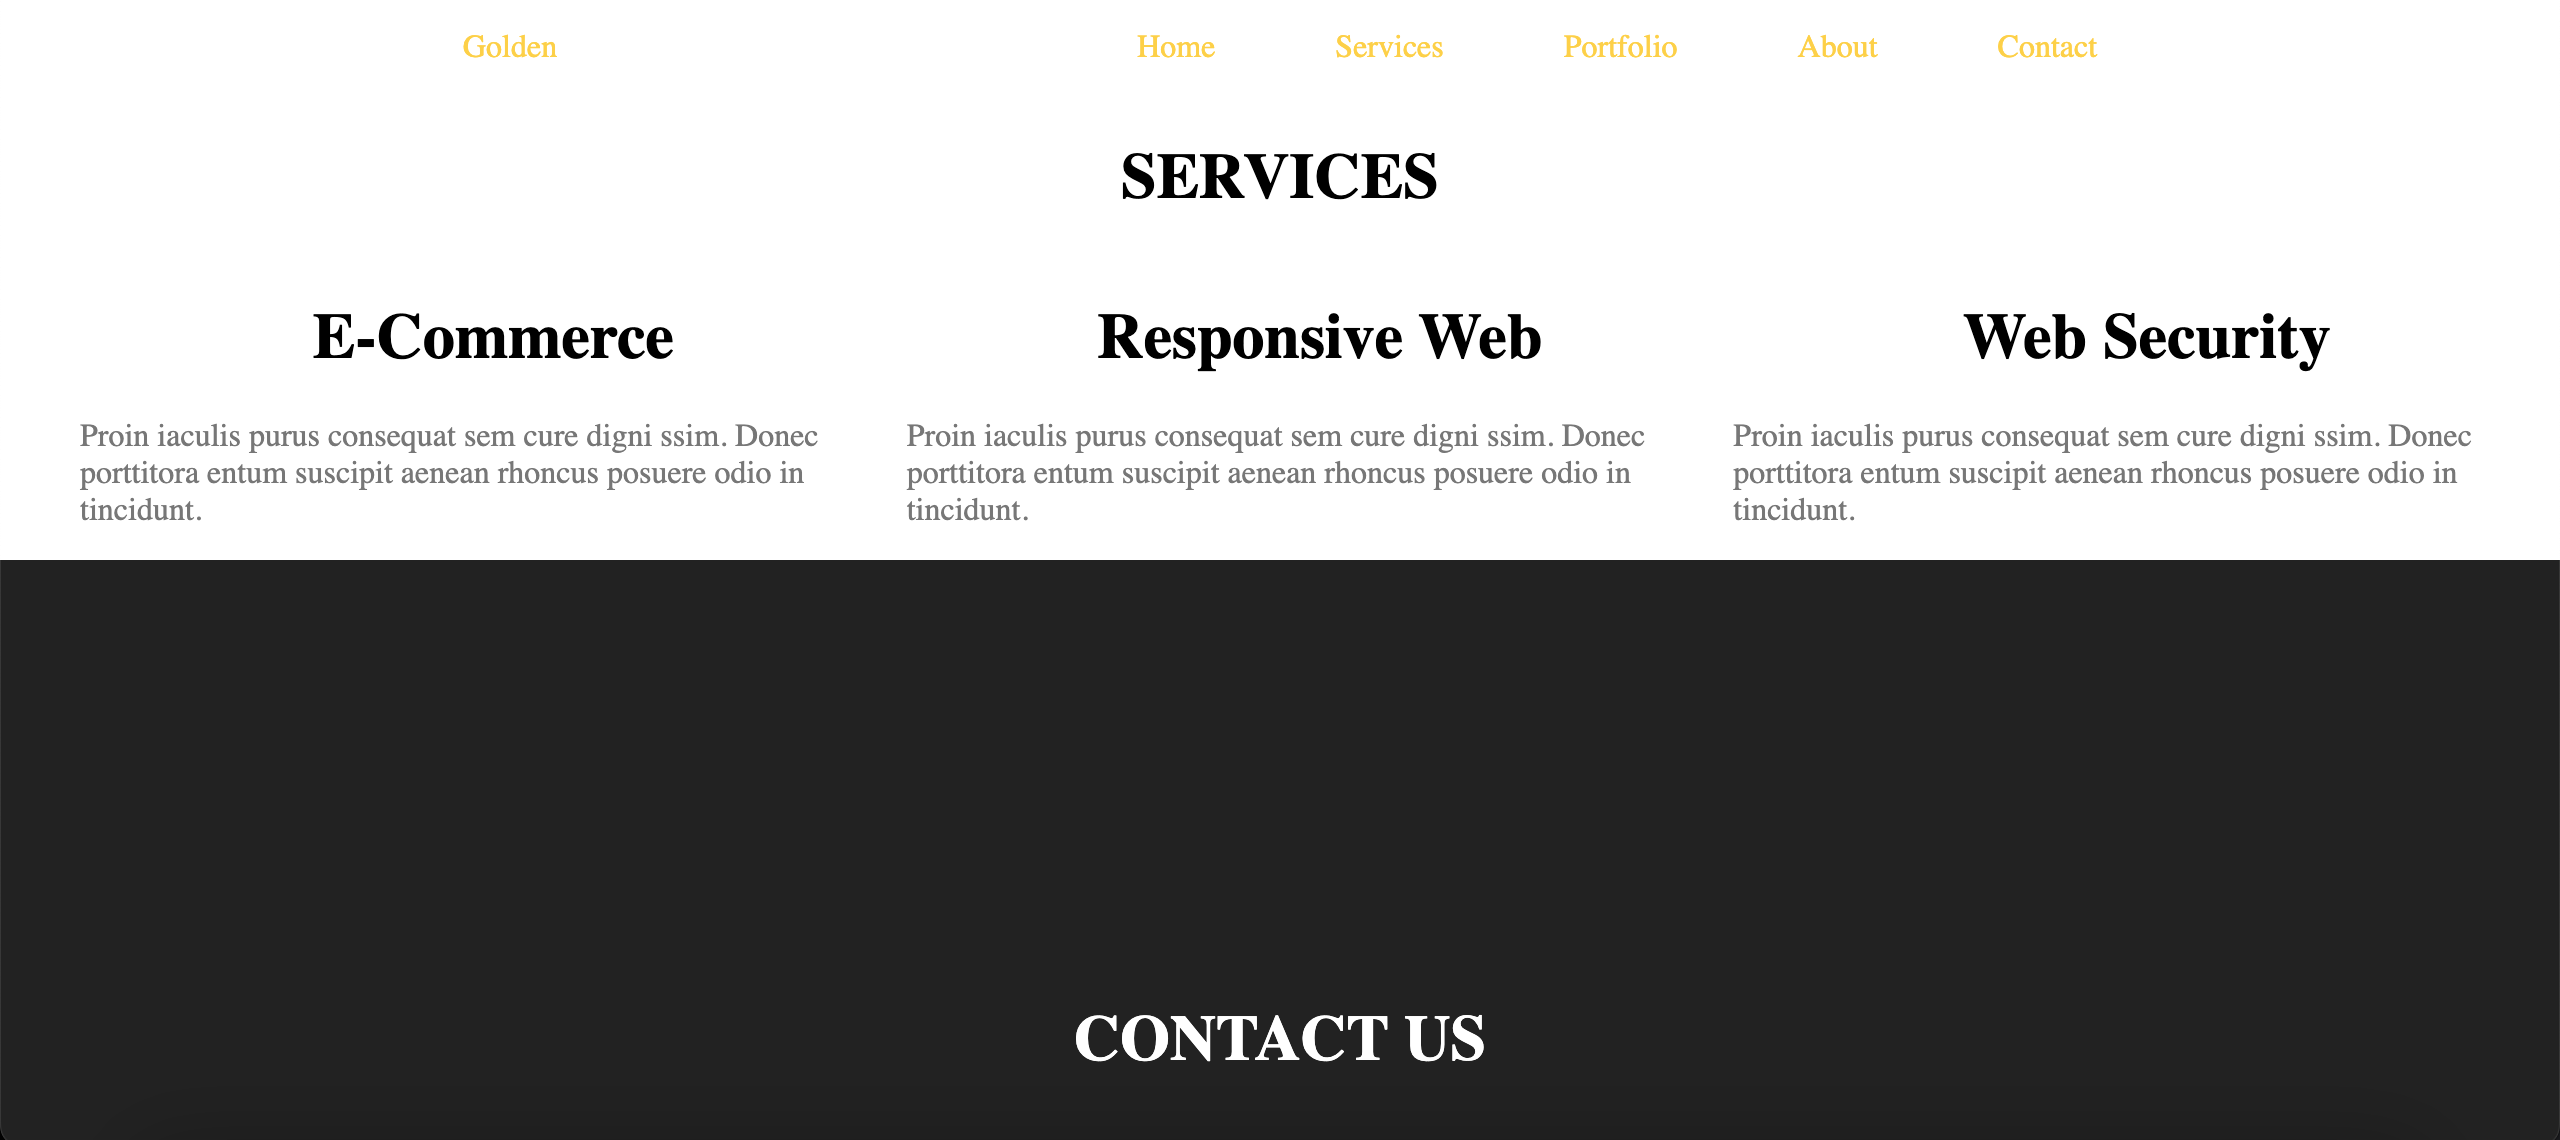 Golden Home Services Portfolio About Contact
SERVICES
E-Commerce
Proin iaculis purus consequat sem cure digni ssim. Donec
porttitora entum suscipit aenean rhoncus posuere odio in
tincidunt.
Responsive Web
Proin iaculis purus consequat sem cure digni ssim. Donec
porttitora entum suscipit aenean rhoncus posuere odio in
tincidunt.
Web Security
Proin iaculis purus consequat sem cure digni ssim. Donec
porttitora entum suscipit aenean rhoncus posuere odio in
tincidunt.
CONTACT US